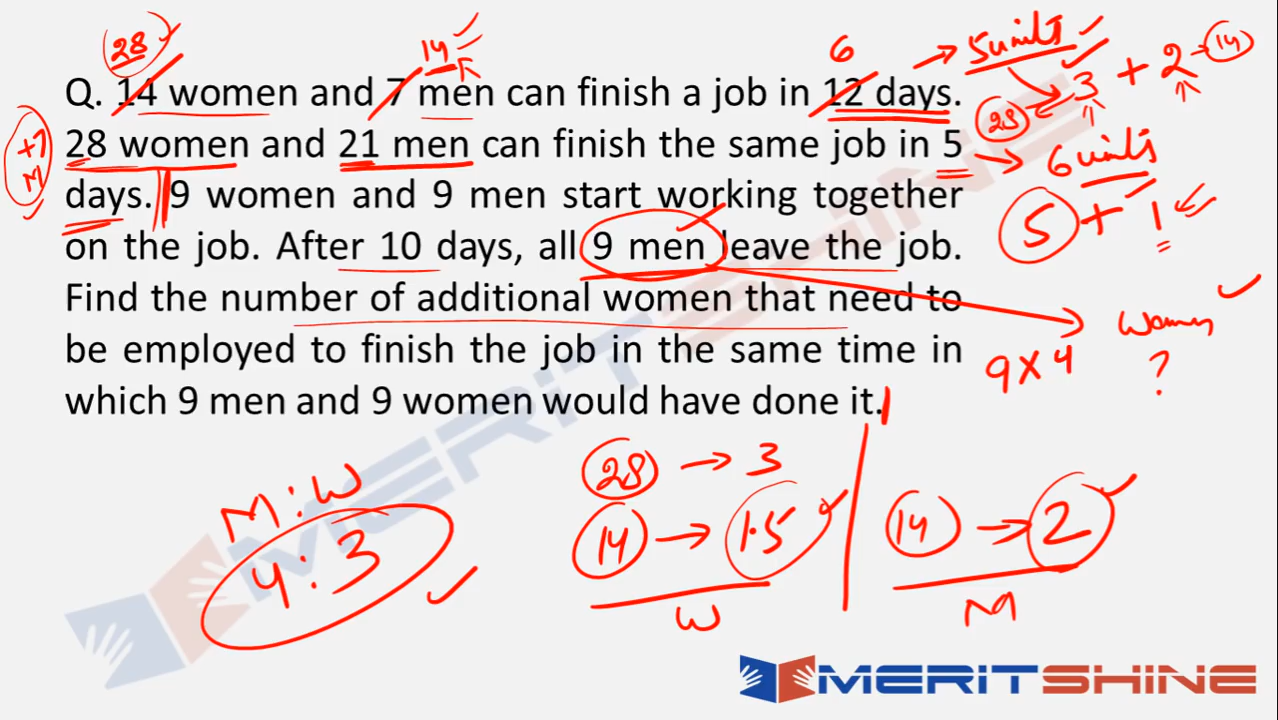 28 14 6 → 5 units
Q. 14 women and 7 men can finish a job in 12 days. 28 → 3 + 2 → 14
+7 M 28 women and 21 men can finish the same job in 5 → 6 units
days. 9 women and 9 men start working together 5 + 1
on the job. After 10 days, all 9 men leave the job.
Find the number of additional women that need to women
be employed to finish the job in the same time in 9 x 4 ?
which 9 men and 9 women would have done it.
28 → 3
M : W
4 : 3
14 → 1.5 14 → 2
W M
MERITSHINE
MERITSHINE